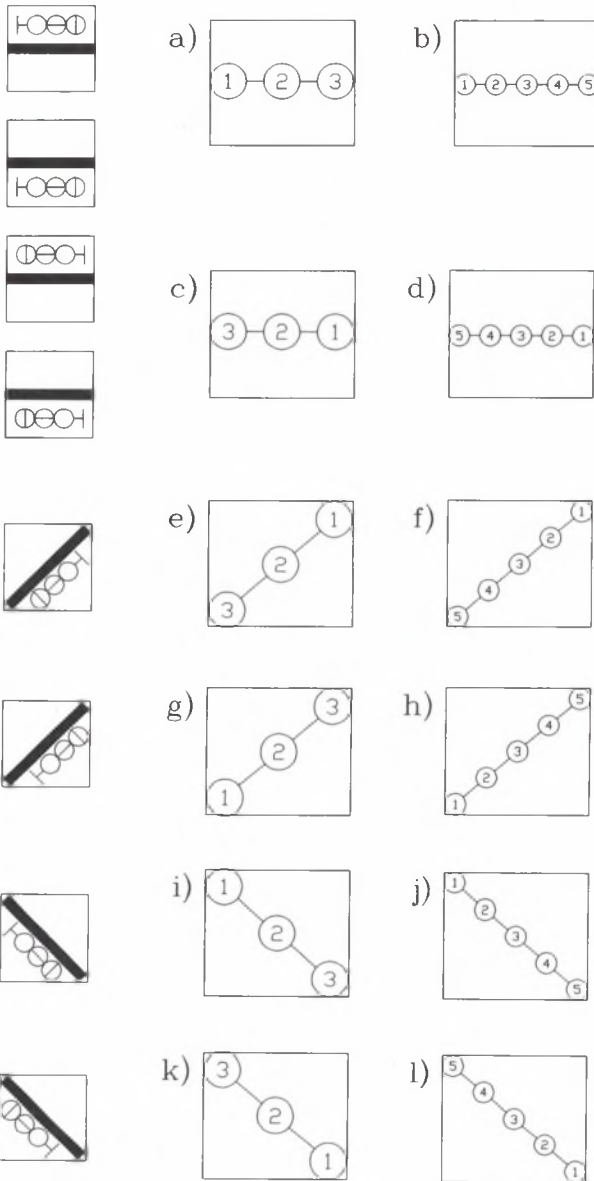 a) 1 2 3 b) 1 2 3 4 5
c) 3 2 1 d) 5 4 3 2 1
e) 1 2 3 f) 1 2 3 4 5
g) 3 2 1 h) 5 4 3 2 1
i) 1 2 3 j) 1 2 3 4 5
k) 3 2 1 l) 5 4 3 2 1